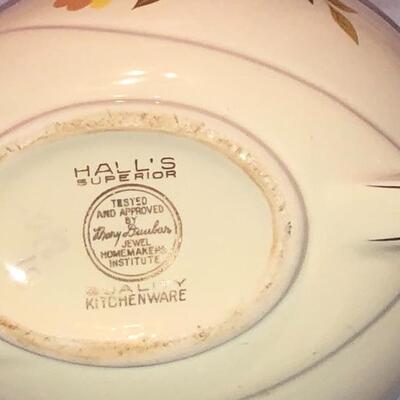 HALL'S
SUPERIOR
TESTED
AND APPROVED
BY
Mary Dunbar
JEWEL
HOMEMAKERS
INSTITUTE
QUALITY
KITCHENWARE